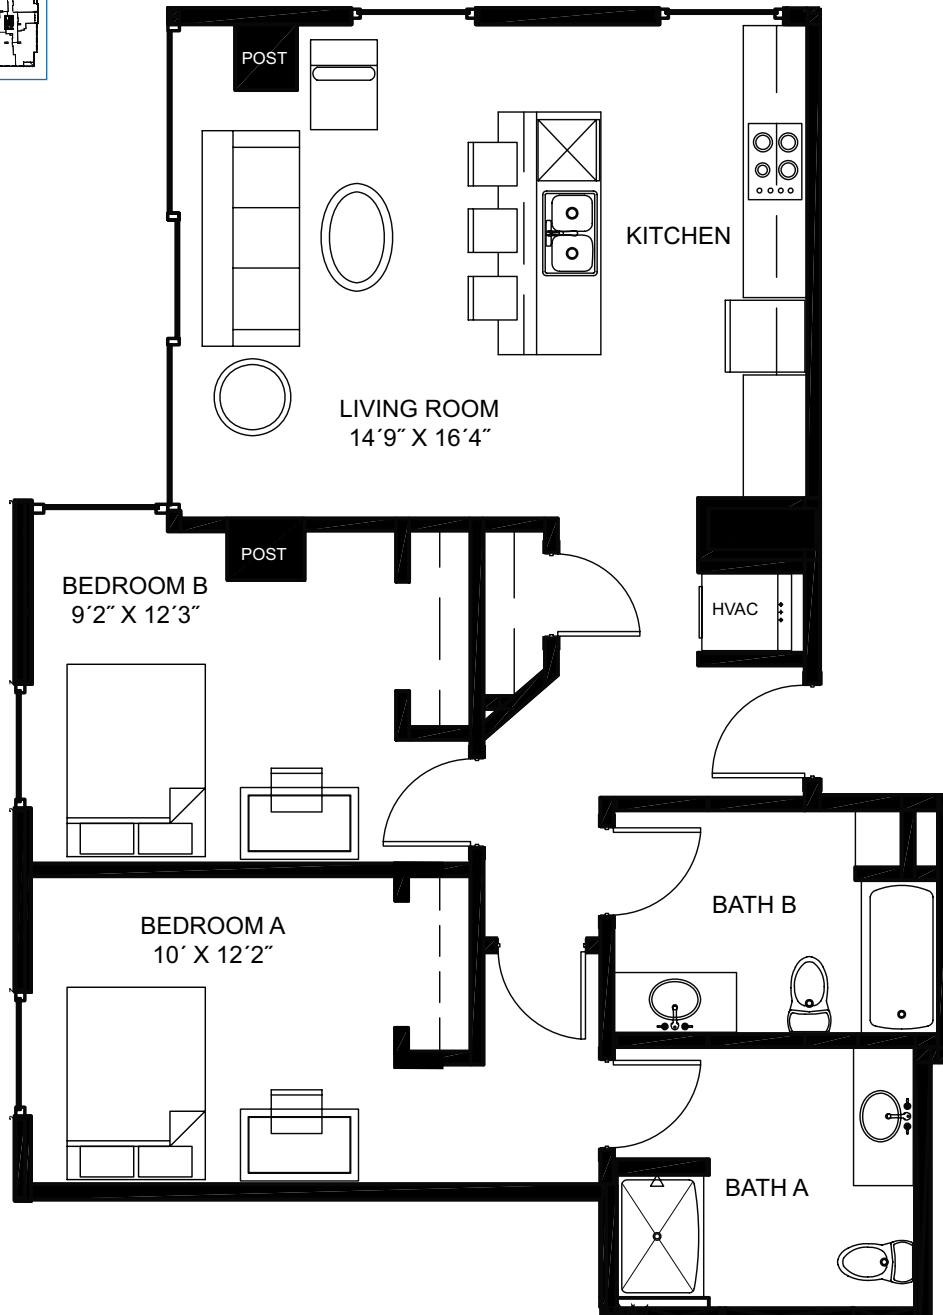 POST
KITCHEN
LIVING ROOM
14´9˝ X 16´4˝
POST
BEDROOM B
9´2˝ X 12´3˝
HVAC
BATH B
BEDROOM A
10´ X 12´2˝
BATH A